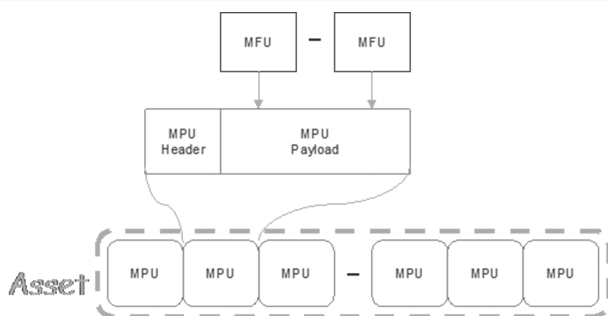 MFU – MFU
MPU
Header
MPU
Payload
Asset
MPU MPU MPU – MPU MPU MPU